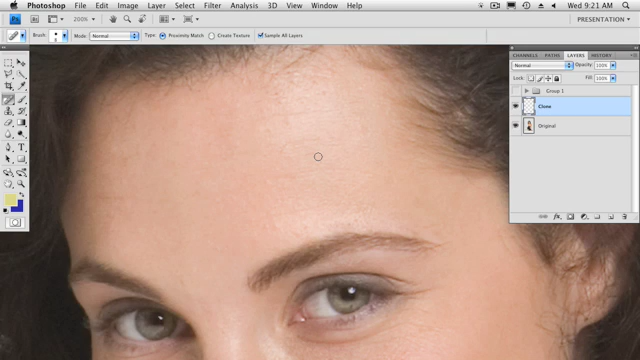 Photoshop File Edit Image Layer Select Filter Analysis 3D View Window Help Wed 9:21 AM
Ps 200% PRESENTATION
Brush: Mode: Normal Type: Proximity Match Create Texture Sample All Layers
CHANNELS PATHS LAYERS HISTORY
Normal Opacity: 100%
Lock: Fill: 100%
Group 1
Clone
Original
fx